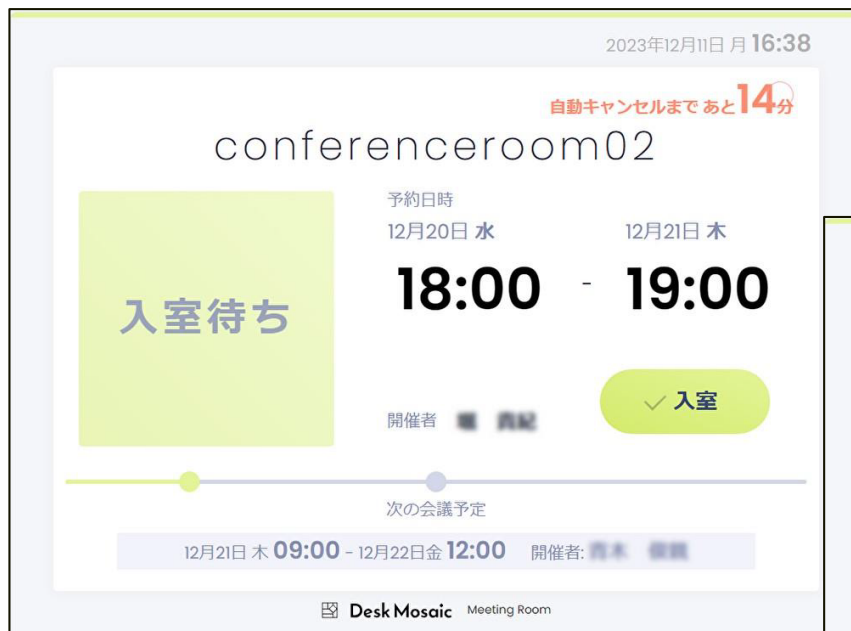 2023年12月11日 月 16:38
自動キャンセルまで あと14分
conferenceroom02
入室待ち
予約日時
12月20日 水
12月21日 木
18:00 - 19:00
開催者
入室
次の会議予定
12月21日 木 09:00 - 12月22日金 12:00 開催者:
Desk Mosaic Meeting Room